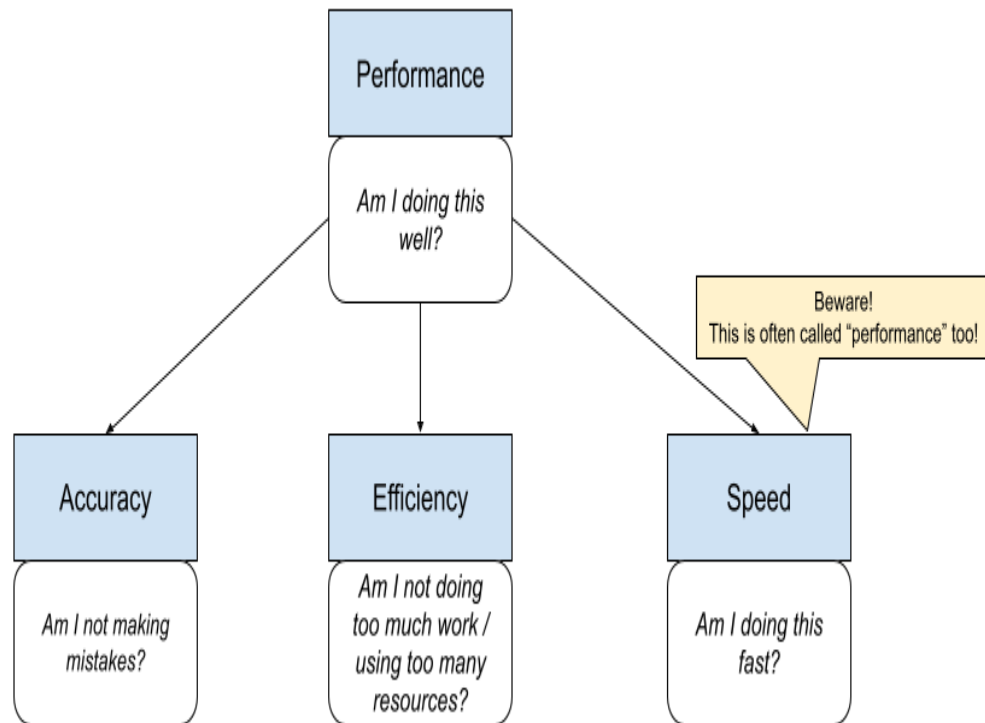 Performance
Am I doing this
well?
Beware!
This is often called “performance” too!
Accuracy
Efficiency
Speed
Am I not making
mistakes?
Am I not doing
too much work /
using too many
resources?
Am I doing this
fast?